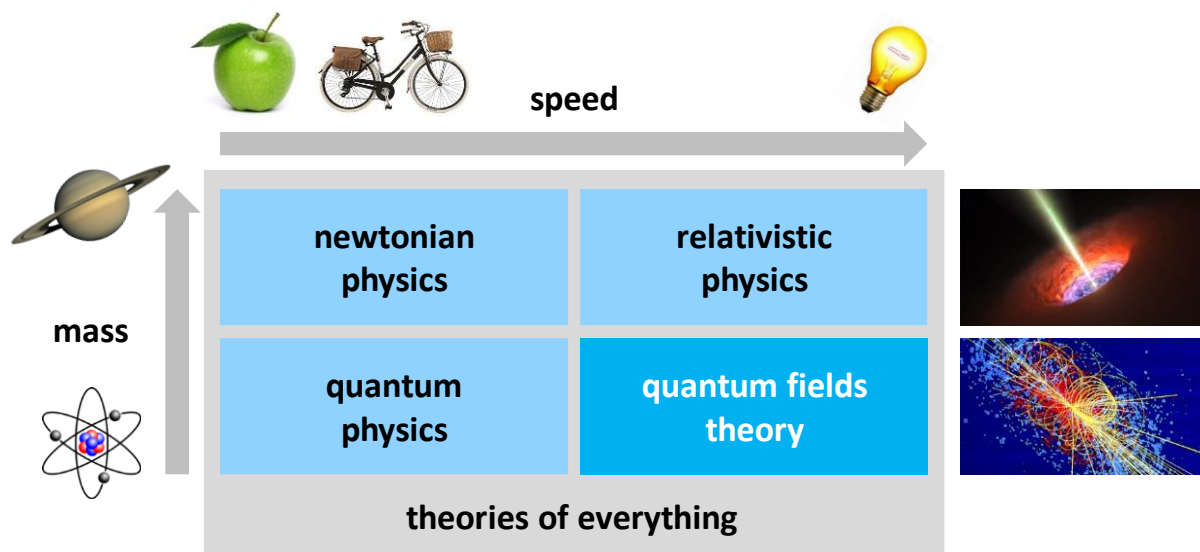 speed
newtonian
physics
relativistic
physics
mass
quantum
physics
quantum fields
theory
theories of everything